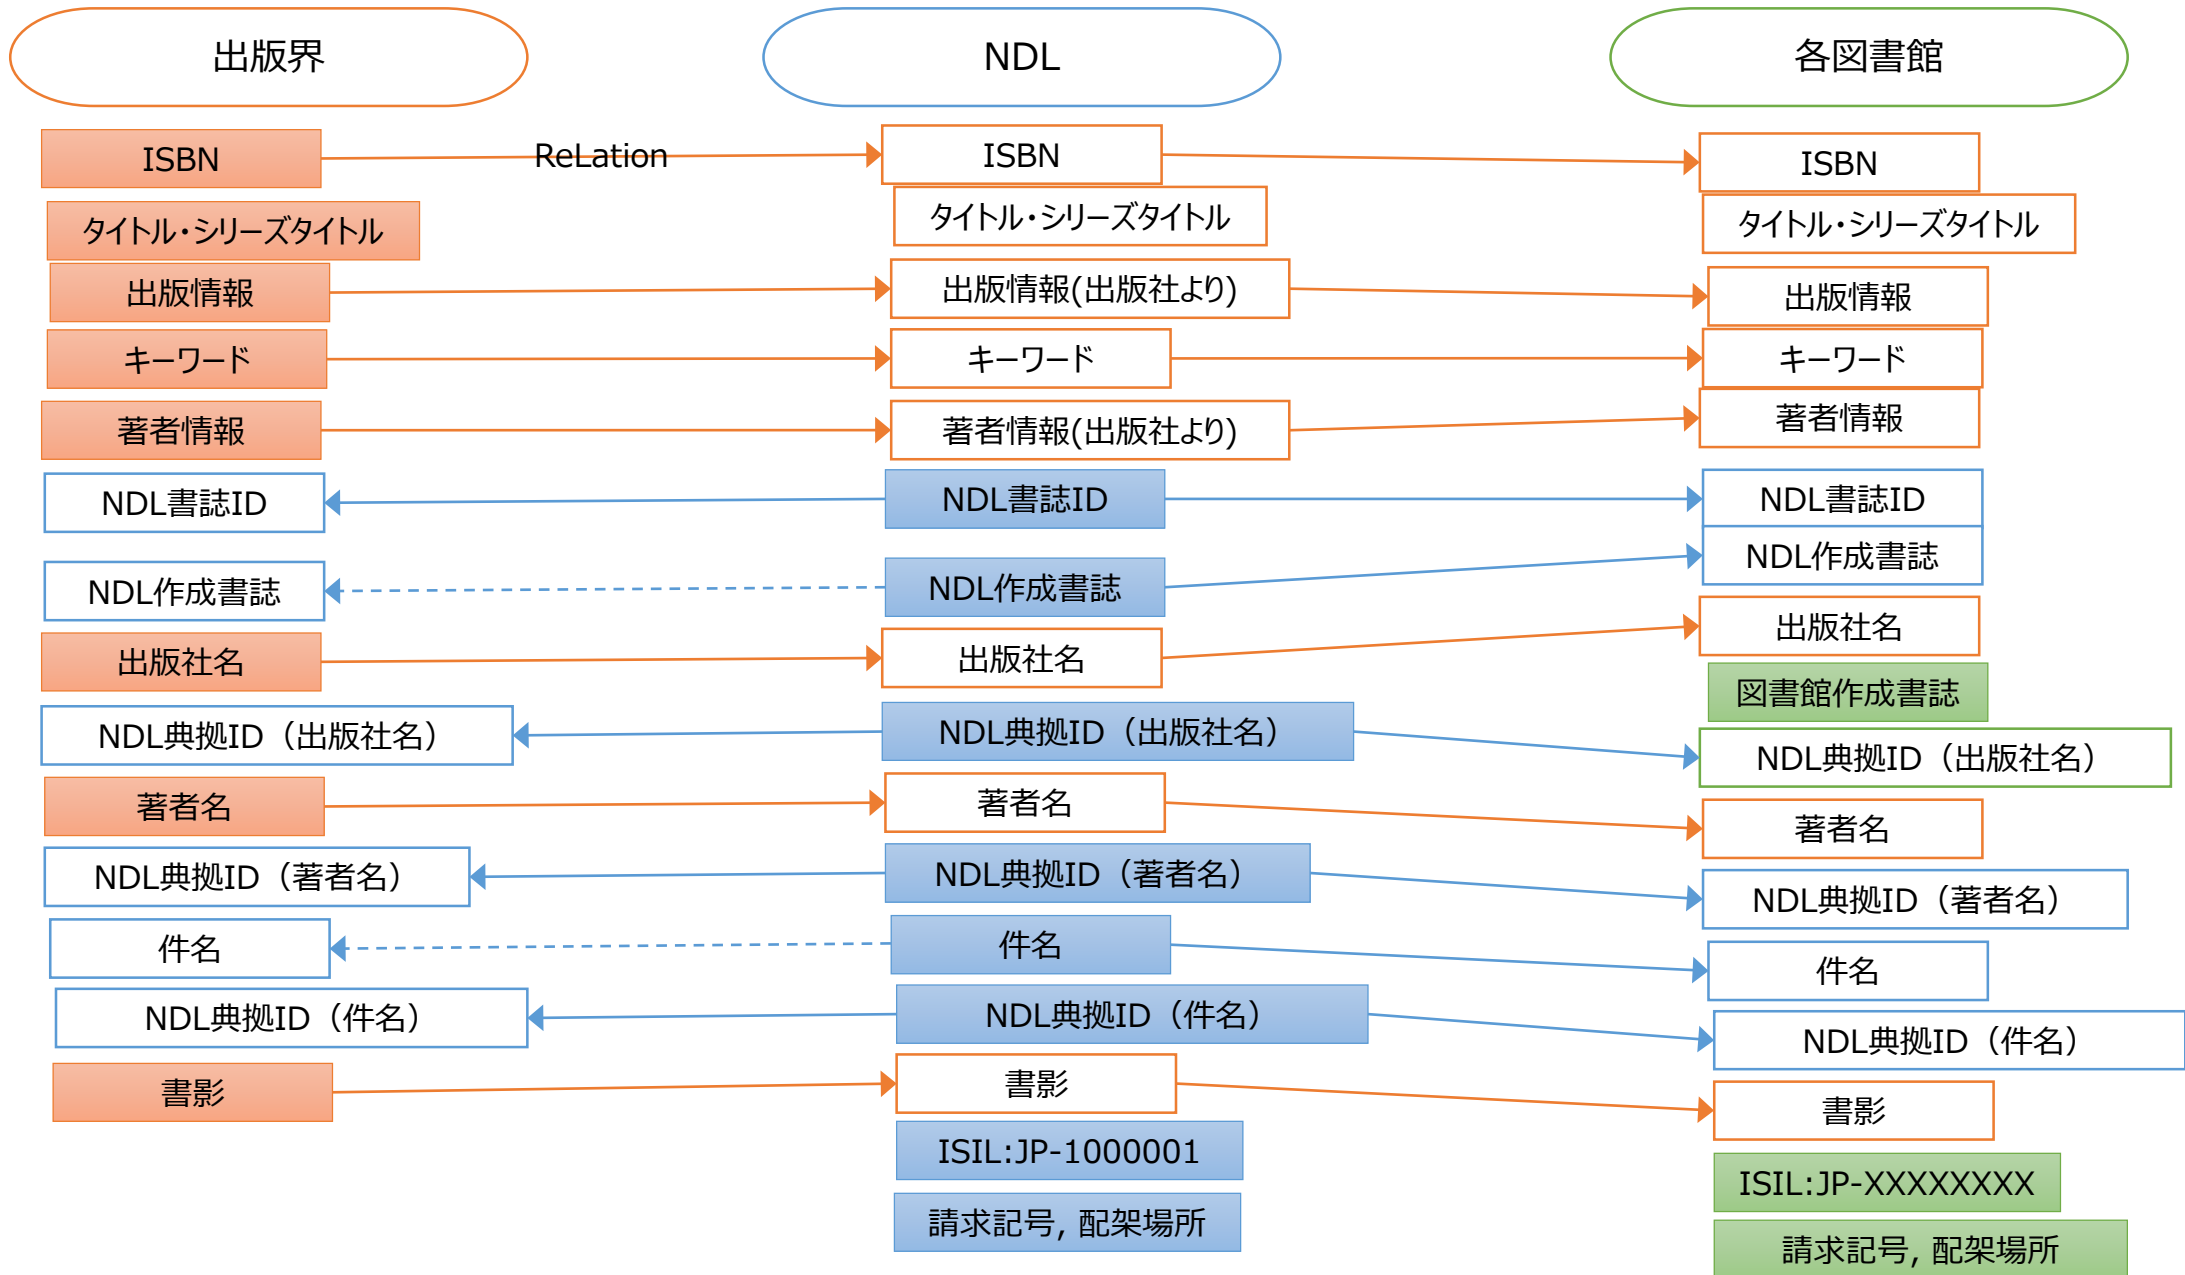 出版界
NDL
各図書館
ISBN
ReLation
ISBN
ISBN
タイトル・シリーズタイトル
タイトル・シリーズタイトル
タイトル・シリーズタイトル
出版情報
出版情報(出版社より)
出版情報
キーワード
キーワード
キーワード
著者情報
著者情報(出版社より)
著者情報
NDL書誌ID
NDL書誌ID
NDL書誌ID
NDL作成書誌
NDL作成書誌
NDL作成書誌
出版社名
出版社名
出版社名
図書館作成書誌
NDL典拠ID（出版社名）
NDL典拠ID（出版社名）
NDL典拠ID（出版社名）
著者名
著者名
著者名
NDL典拠ID（著者名）
NDL典拠ID（著者名）
NDL典拠ID（著者名）
件名
件名
件名
NDL典拠ID（件名）
NDL典拠ID（件名）
NDL典拠ID（件名）
書影
書影
書影
ISIL:JP-1000001
ISIL:JP-XXXXXXXX
請求記号, 配架場所
請求記号, 配架場所